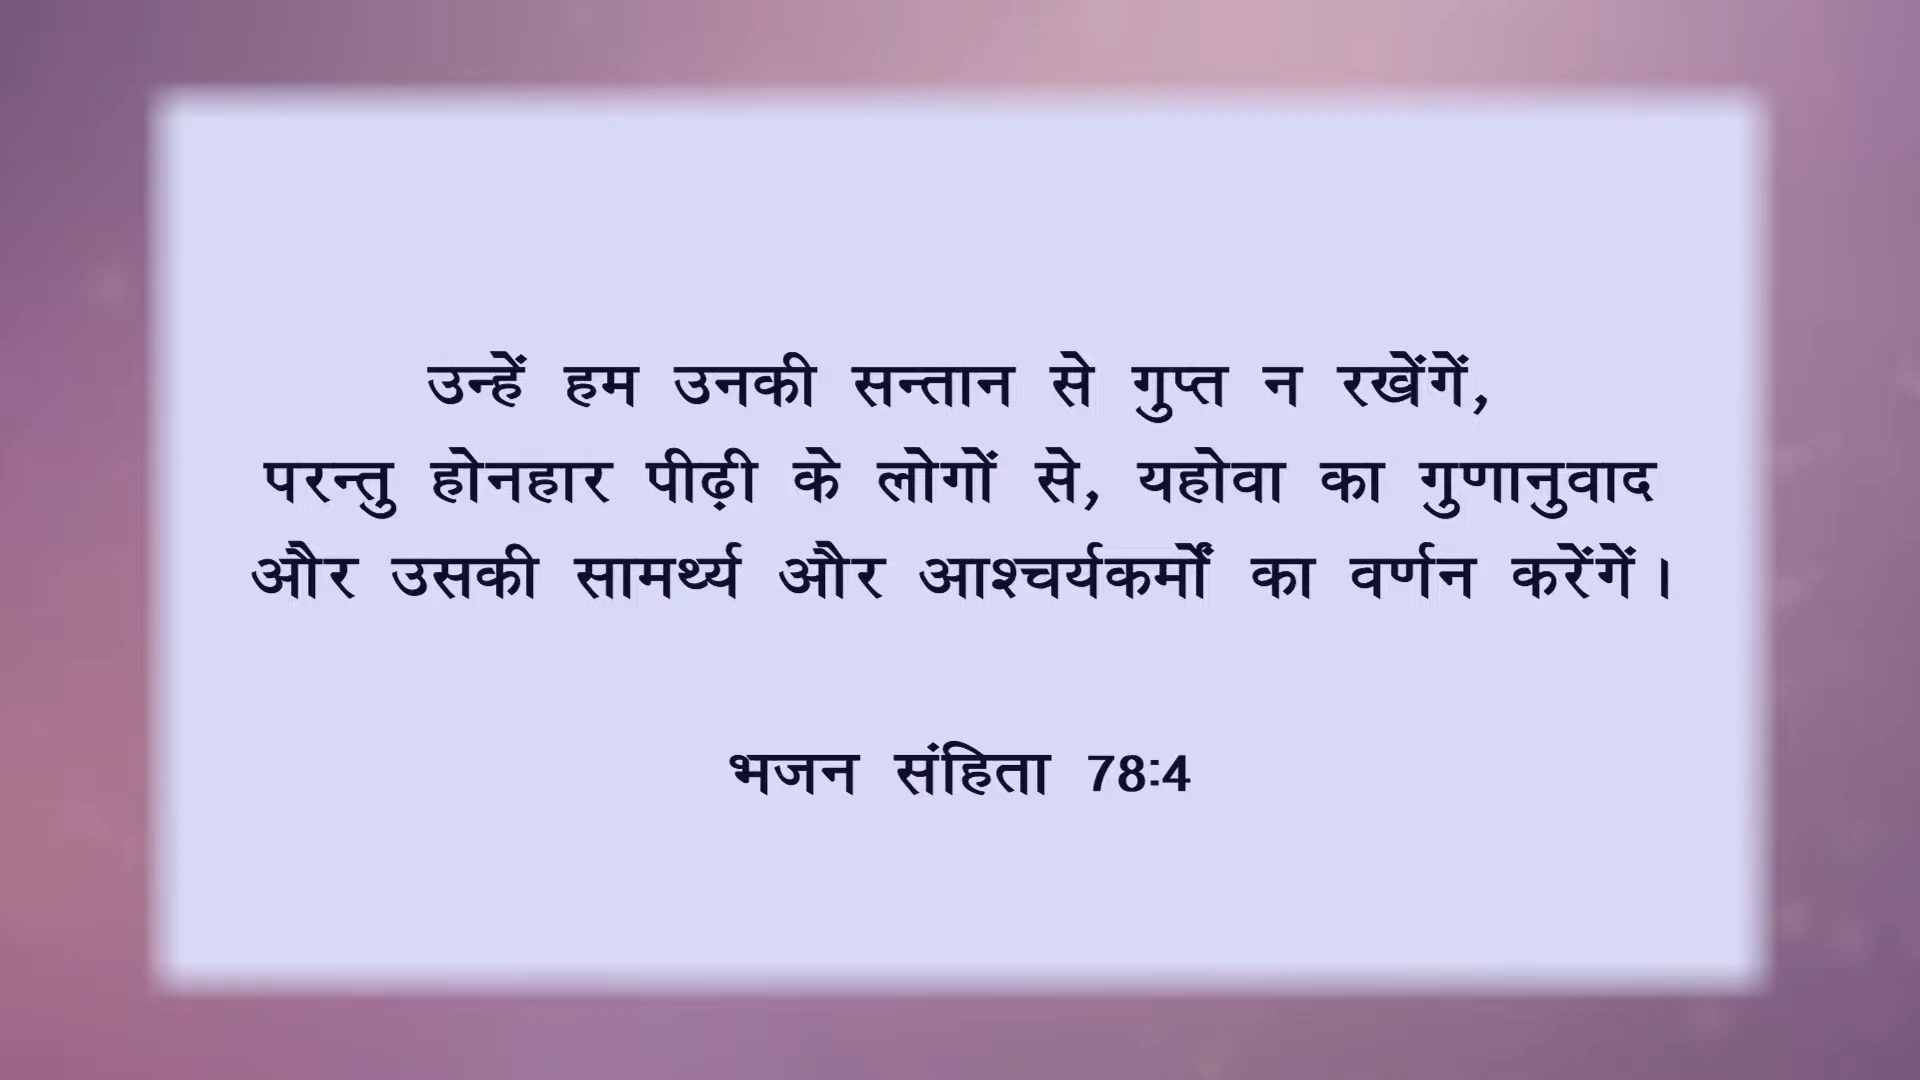 उन्हें हम उनकी सन्तान से गुप्त न रखेंगें,
परन्तु होनहार पीढ़ी के लोगों से, यहोवा का गुणानुवाद
और उसकी सामर्थ्य और आश्चर्यकर्मों का वर्णन करेंगें।
भजन संहिता 78:4